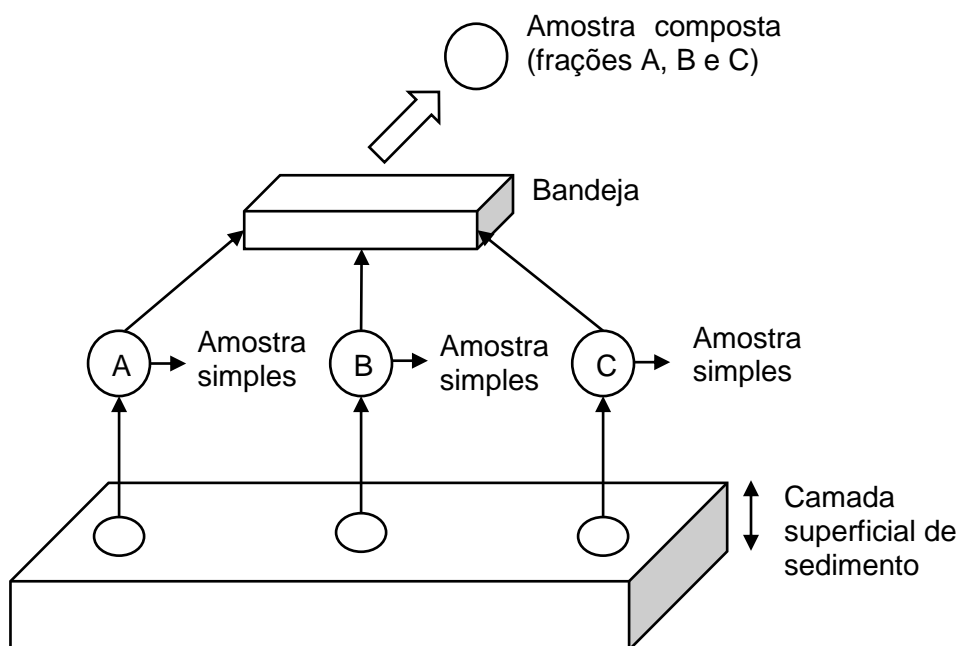 Amostra composta
(frações A, B e C)
Bandeja
A
Amostra
simples
B
Amostra
simples
C
Amostra
simples
Camada
superficial de
sedimento